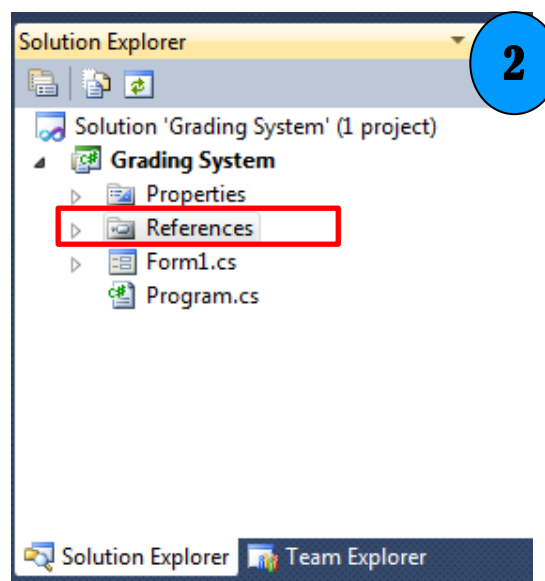 Solution Explorer
2
Solution 'Grading System' (1 project)
Grading System
Properties
References
Form1.cs
Program.cs
Solution Explorer Team Explorer